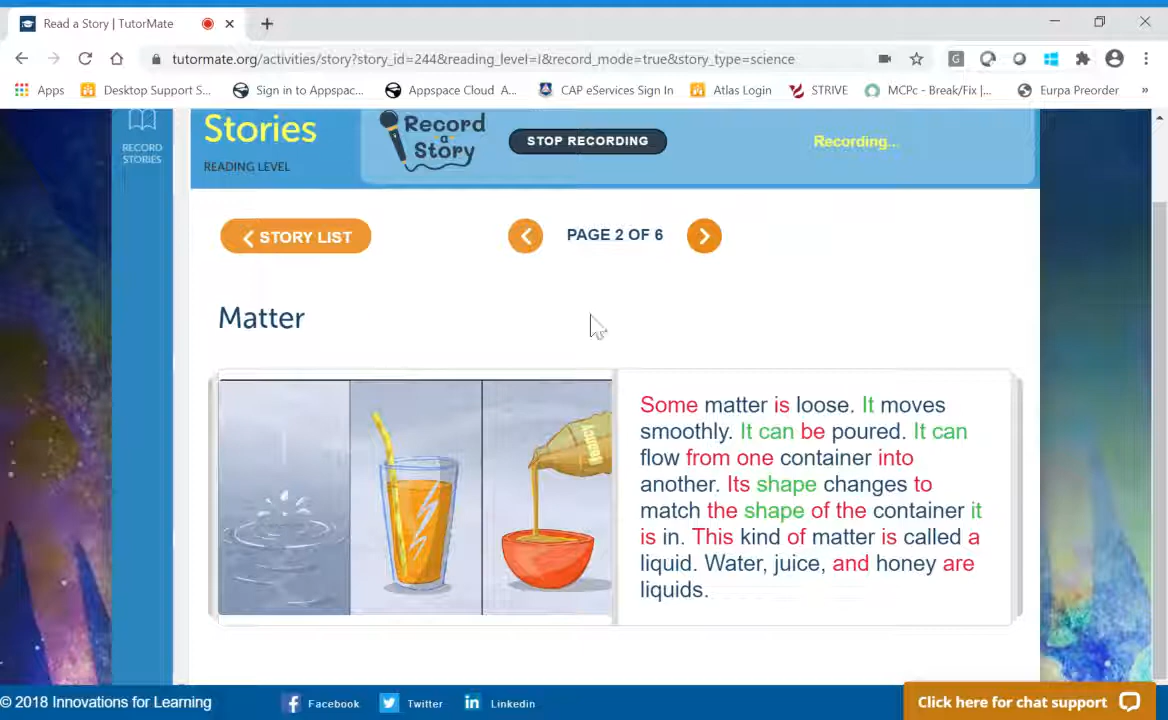 Read a Story | TutorMate
tutormate.org/activities/story?story_id=244&reading_level=I&record_mode=true&story_type=science
Apps Desktop Support S... Sign in to Appspac... Appspace Cloud A... CAP eServices Sign In Atlas Login STRIVE MCPc - Break/Fix |... Eurpa Preorder »
RECORD
STORIES
Stories
READING LEVEL
Record
a
Story
STOP RECORDING
Recording...
STORY LIST
PAGE 2 OF 6
Matter
Heancy
Some matter is loose. It moves
smoothly. It can be poured. It can
flow from one container into
another. Its shape changes to
match the shape of the container it
is in. This kind of matter is called a
liquid. Water, juice, and honey are
liquids.
© 2018 Innovations for Learning
Facebook Twitter Linkedin
Click here for chat support